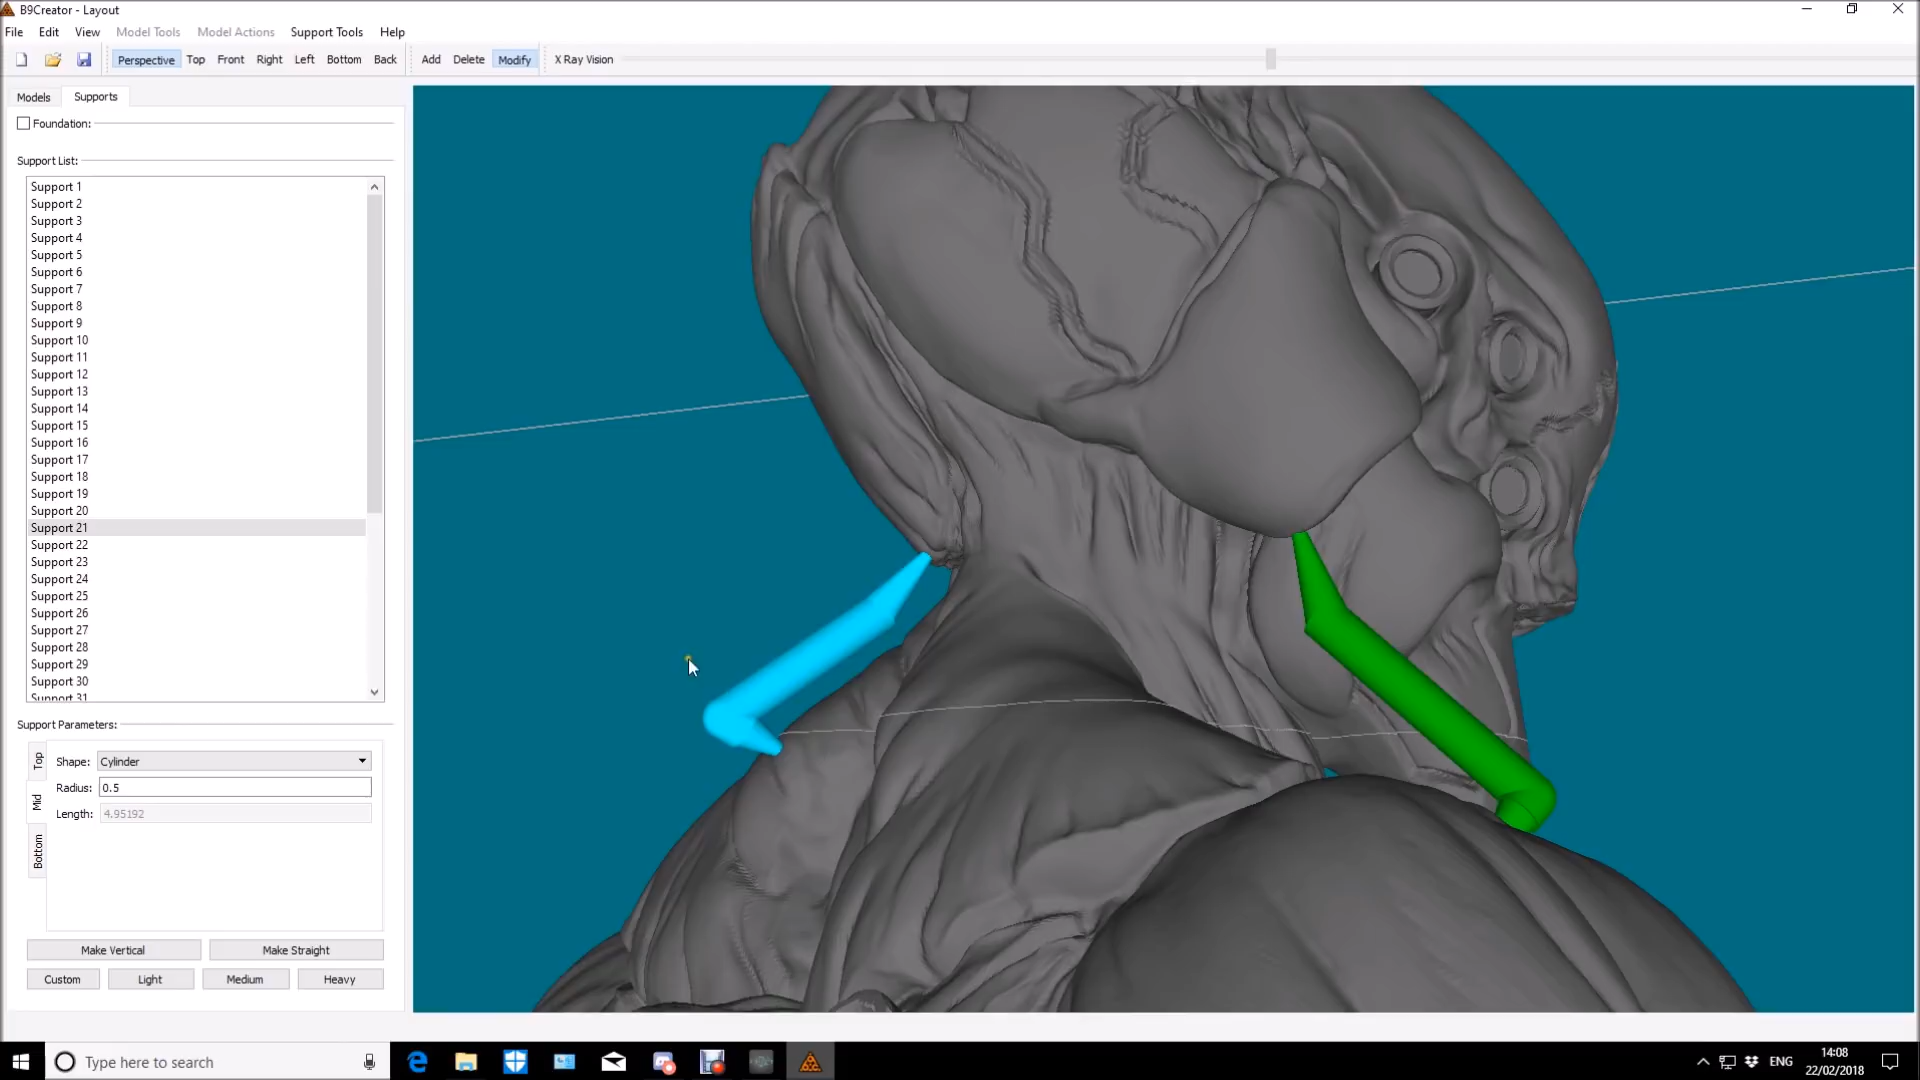 B9Creator - Layout
File Edit View Model Tools Model Actions Support Tools Help
Perspective Top Front Right Left Bottom Back Add Delete Modify X Ray Vision
Models Supports
Foundation:
Support List:
Support 1
Support 2
Support 3
Support 4
Support 5
Support 6
Support 7
Support 8
Support 9
Support 10
Support 11
Support 12
Support 13
Support 14
Support 15
Support 16
Support 17
Support 18
Support 19
Support 20
Support 21
Support 22
Support 23
Support 24
Support 25
Support 26
Support 27
Support 28
Support 29
Support 30
Support 31
Support Parameters:
Top
Mid
Bottom
Shape: Cylinder
Radius: 0.5
Length: 4.95192
Make Vertical Make Straight
Custom Light Medium Heavy
Type here to search
ENG
14:08
22/02/2018